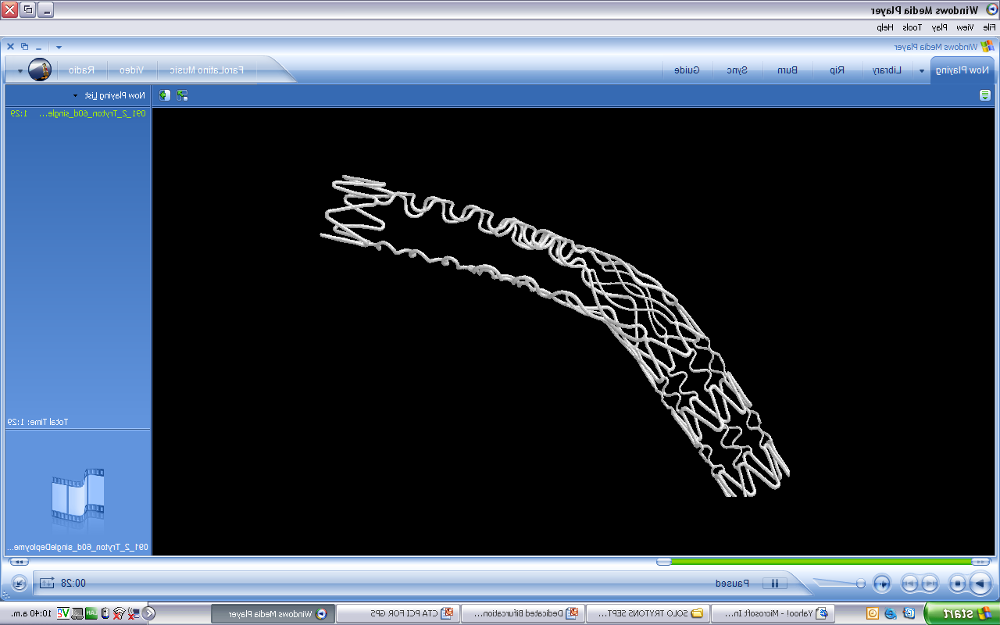 Windows Media Player
File View Play Tools Help
Windows Media Player
Now Playing Library Rip Burn Sync Guide FaroLatino Music Video Radio
Now Playing List
091_2_Tryton_60d_single... 1:29
Total Time: 1:29
091_2_Tryton_60d_singleDeployme...
Paused 00:28
start Yahoo! - Microsoft In... SOLO TRYTONS SEPT... Dedicated Bifurcation... CTA PCI FOR GPS Windows Media Player LAN 10:40 a.m.